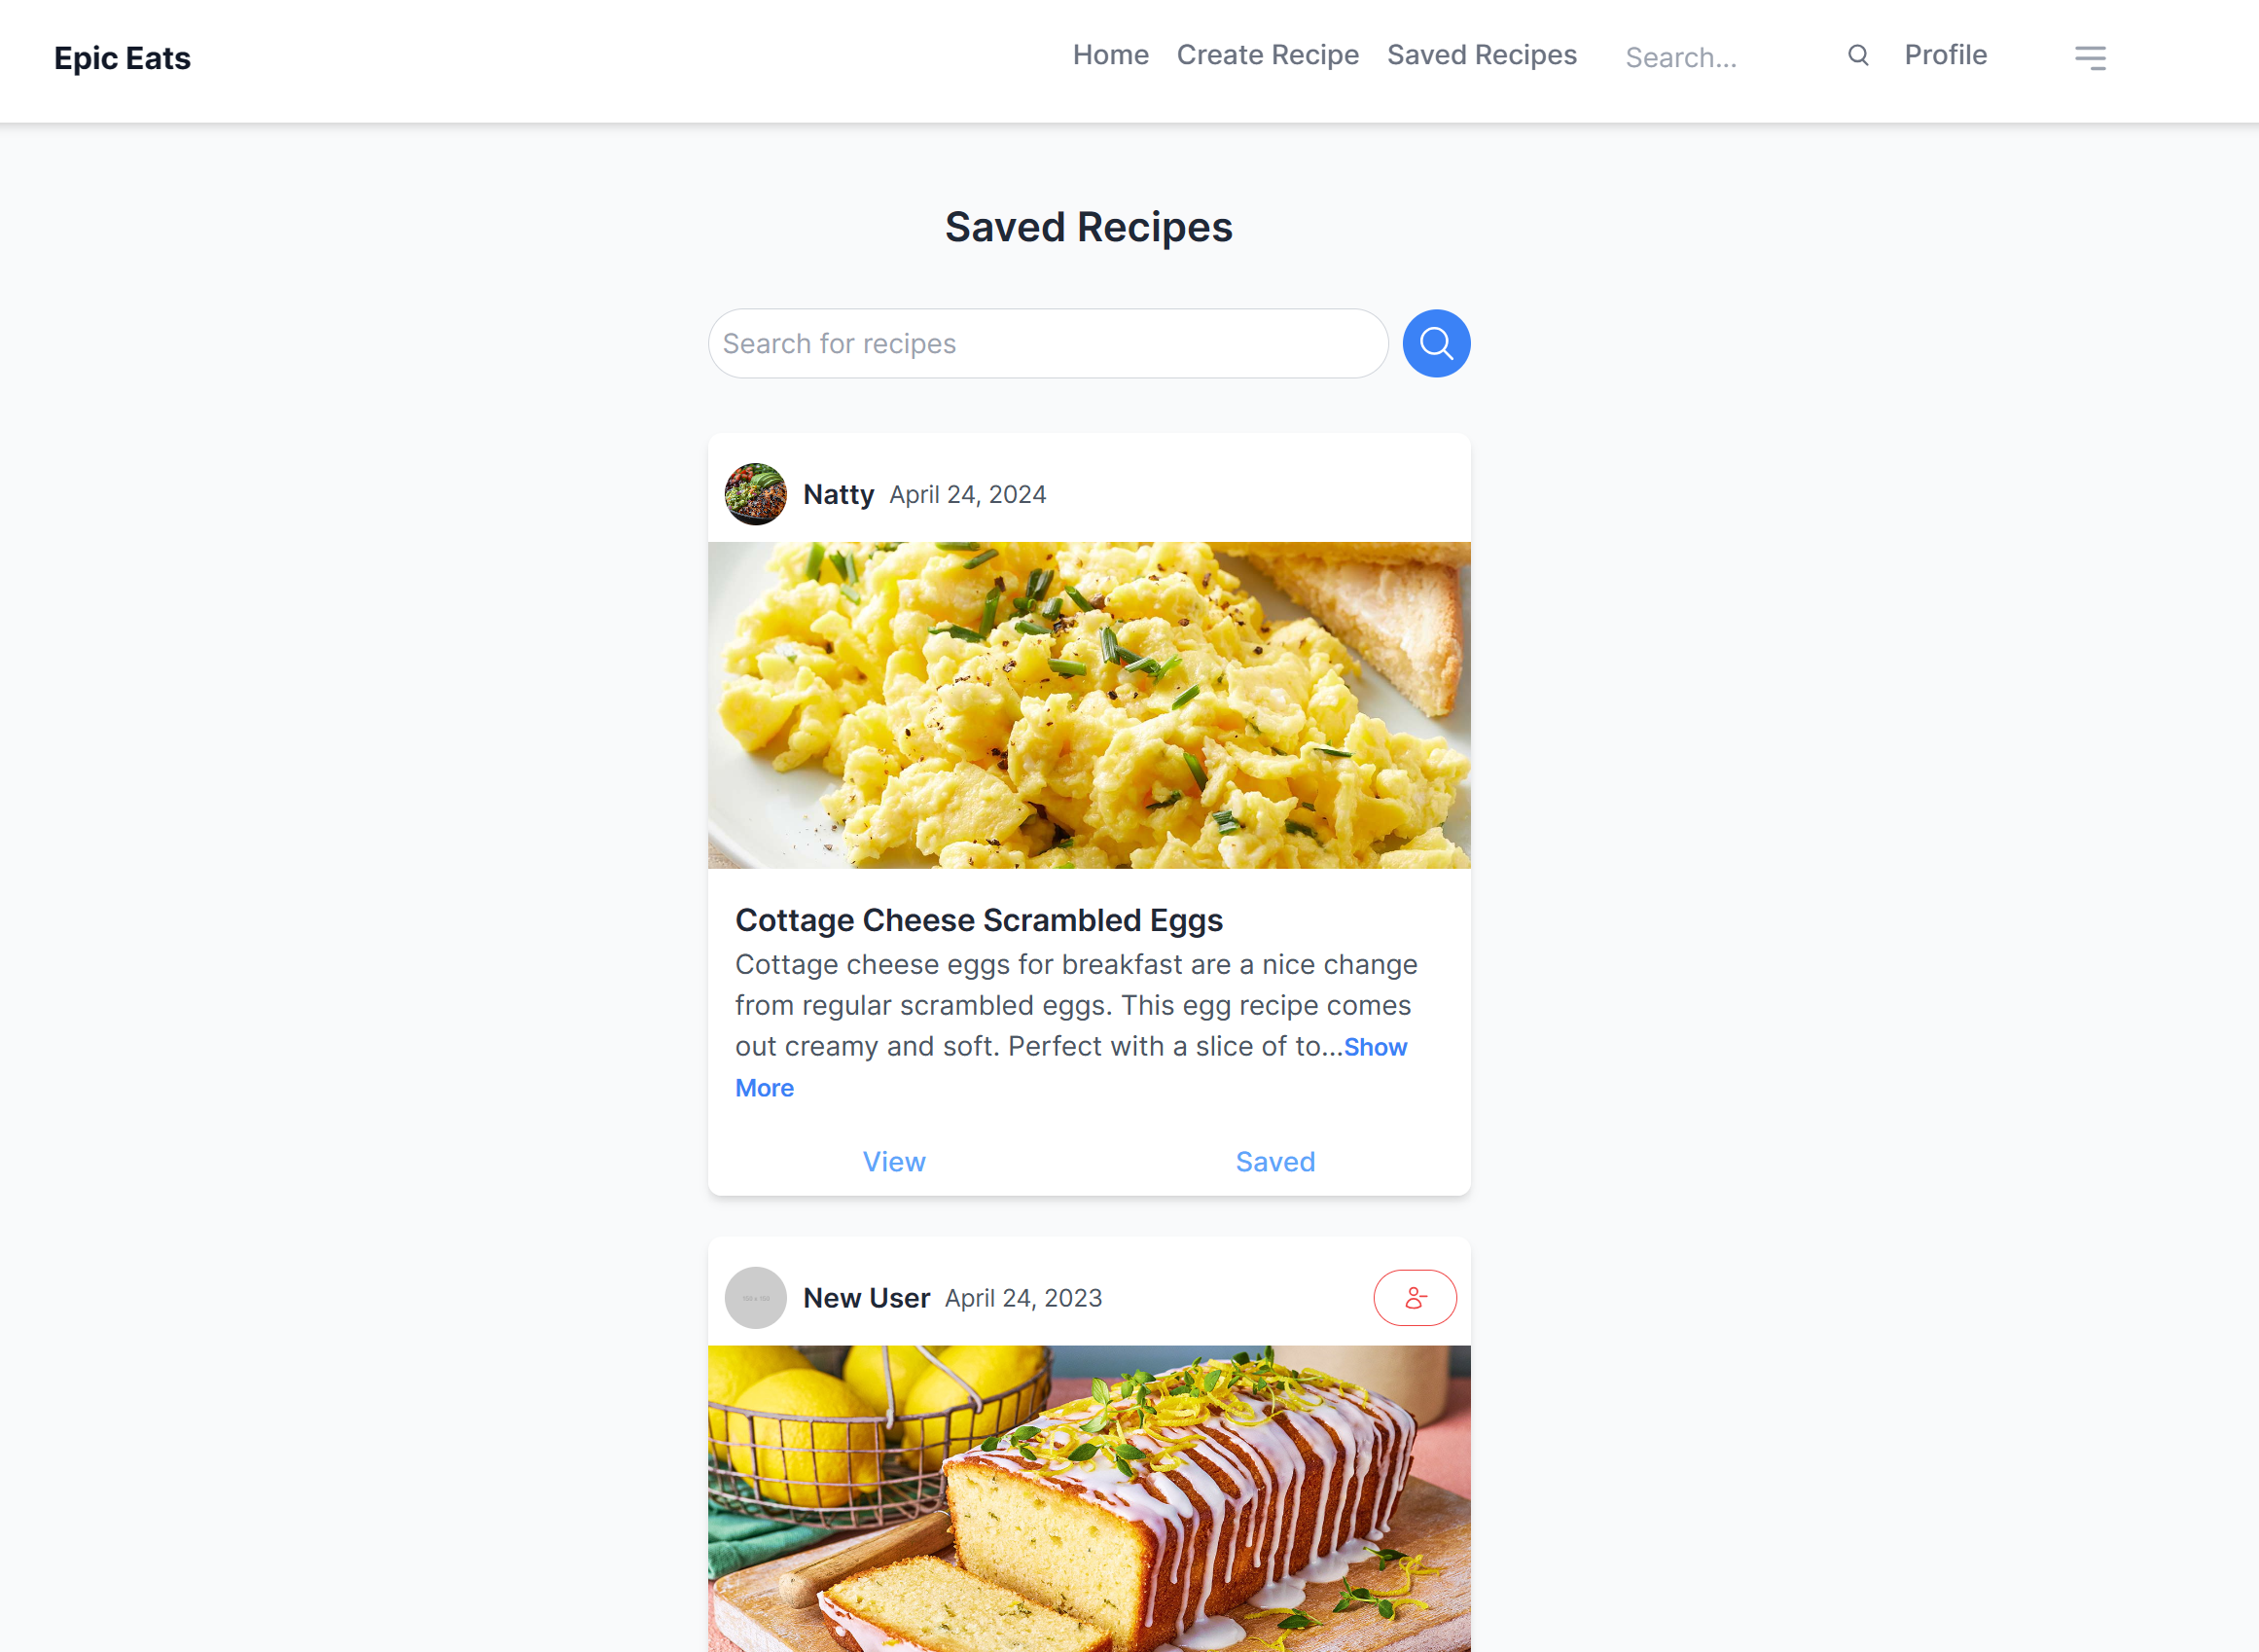 Epic Eats
Home Create Recipe Saved Recipes Search... Profile
Saved Recipes
Search for recipes
Natty April 24, 2024
Cottage Cheese Scrambled Eggs
Cottage cheese eggs for breakfast are a nice change
from regular scrambled eggs. This egg recipe comes
out creamy and soft. Perfect with a slice of to...Show
More
View Saved
New User April 24, 2023